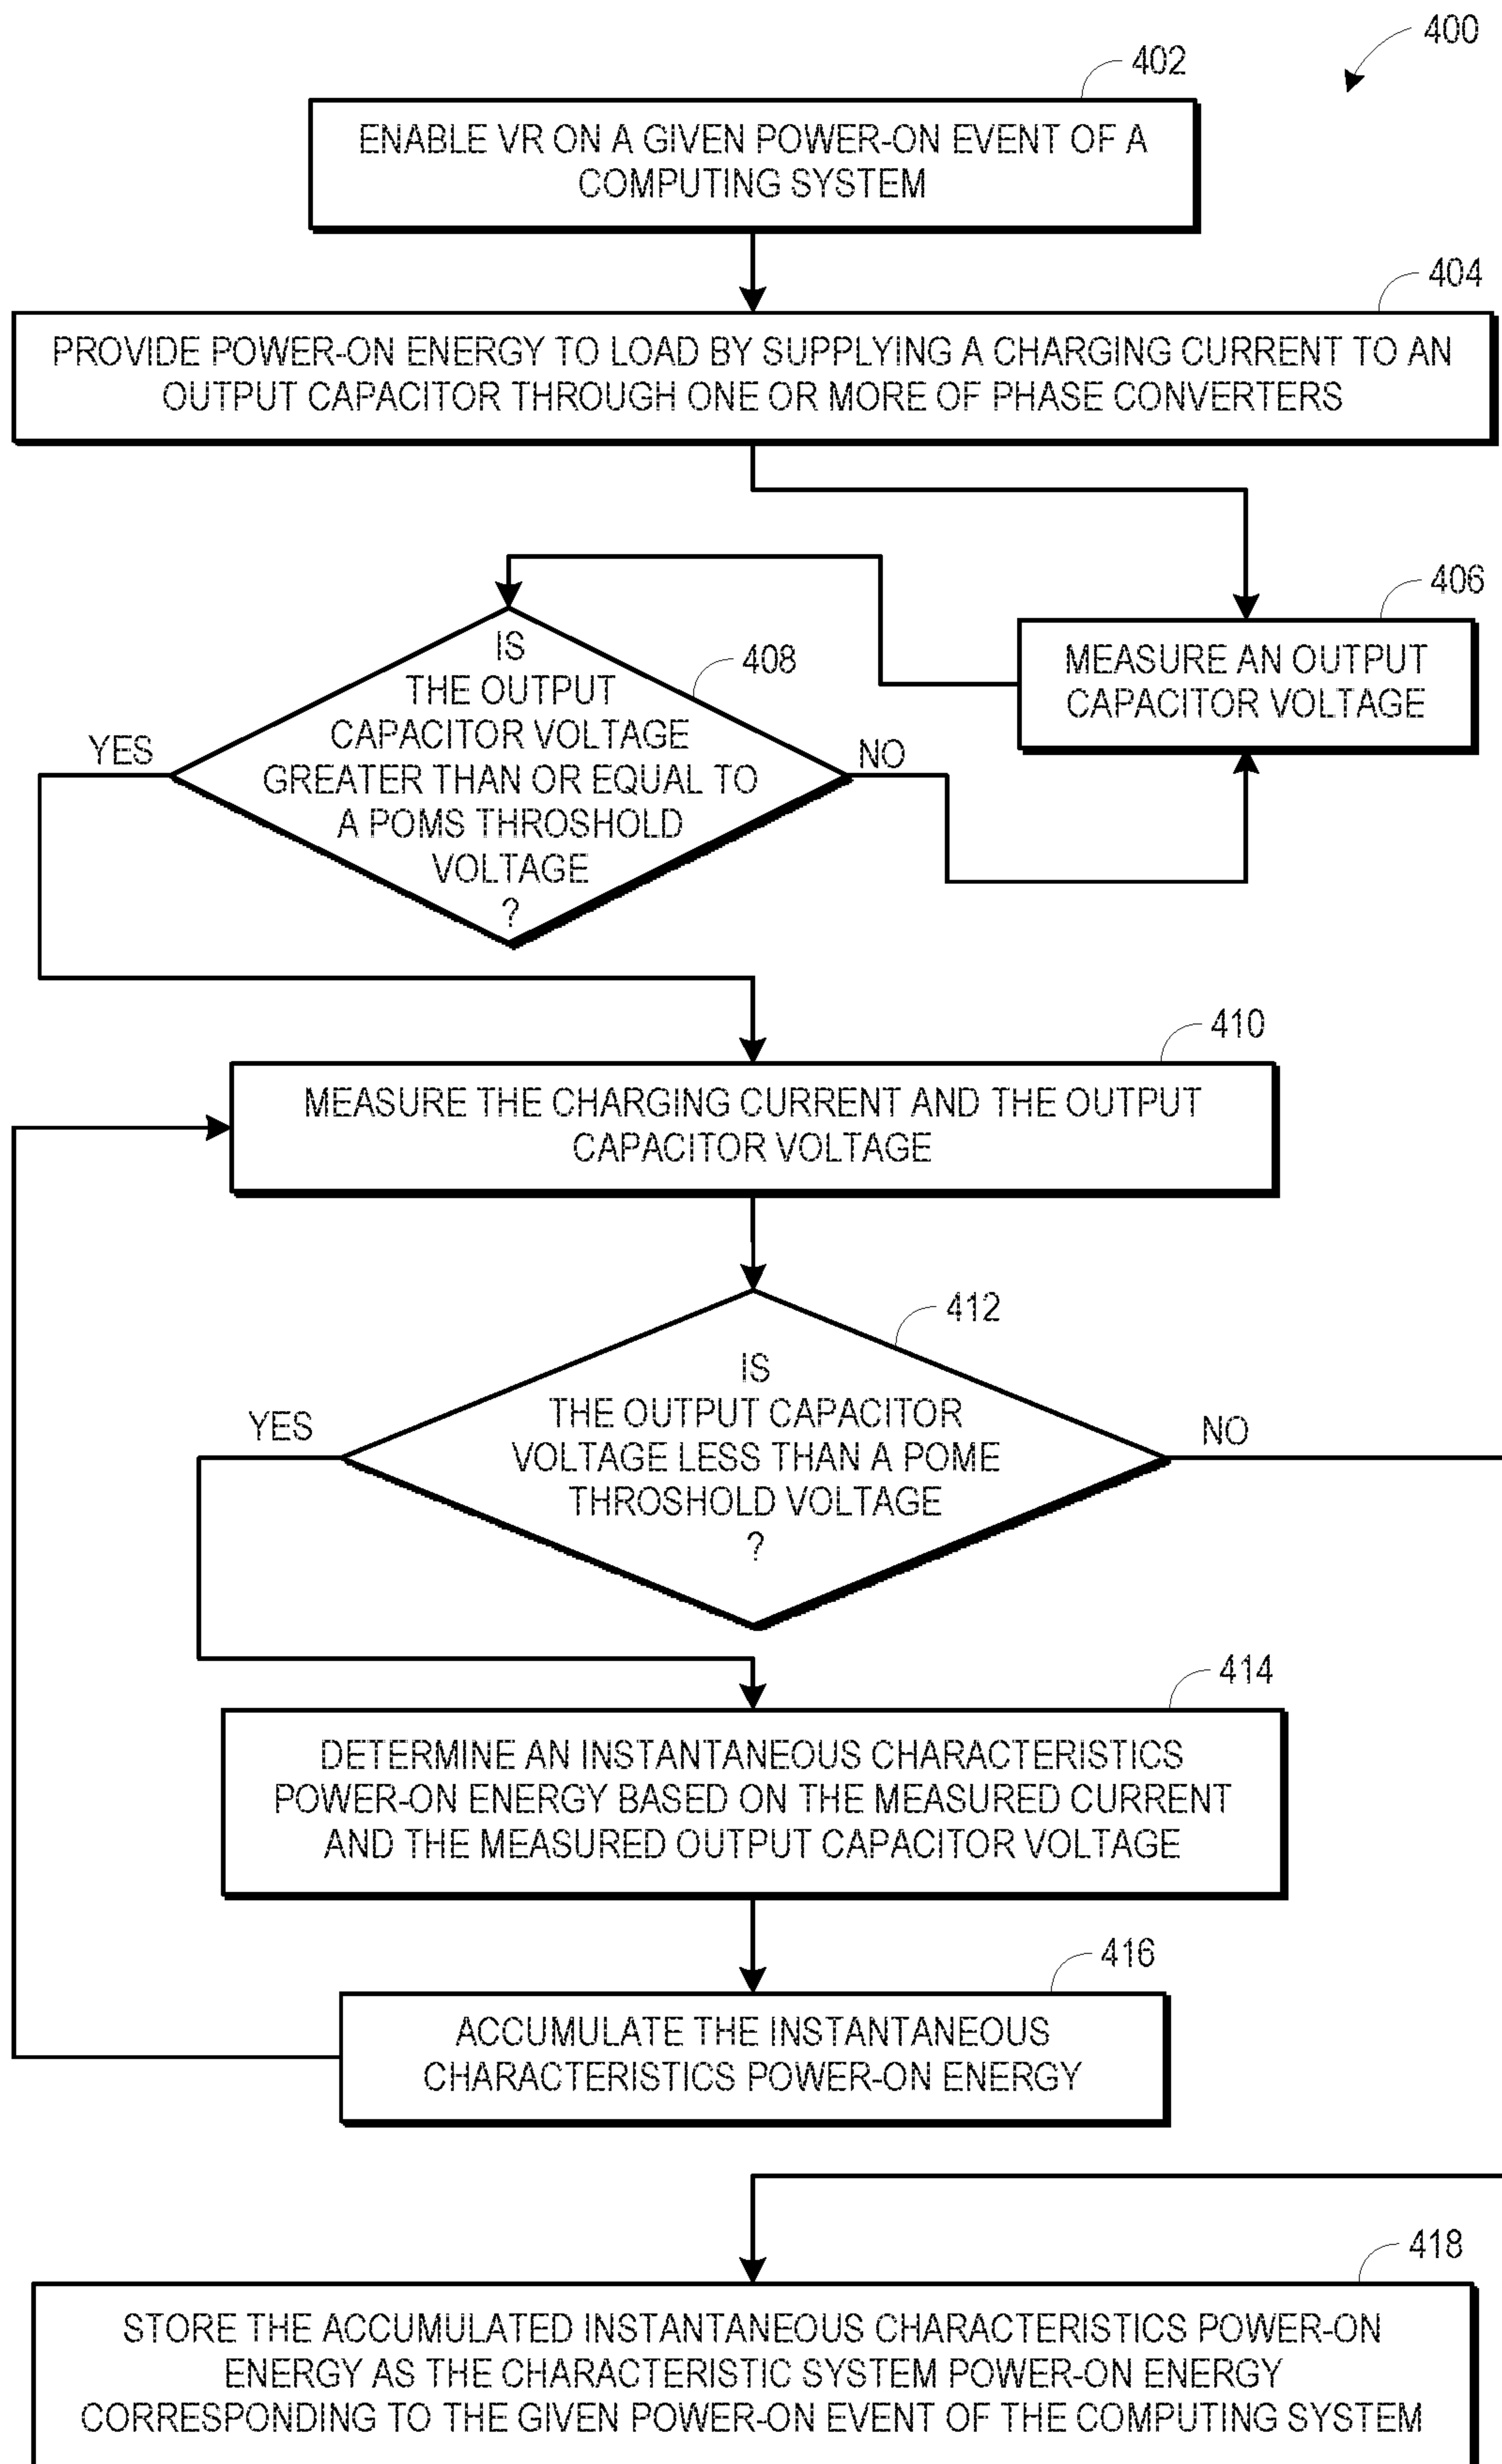 400
402
ENABLE VR ON A GIVEN POWER-ON EVENT OF A
COMPUTING SYSTEM
404
PROVIDE POWER-ON ENERGY TO LOAD BY SUPPLYING A CHARGING CURRENT TO AN
OUTPUT CAPACITOR THROUGH ONE OR MORE OF PHASE CONVERTERS
406
MEASURE AN OUTPUT
CAPACITOR VOLTAGE
408
IS
THE OUTPUT
CAPACITOR VOLTAGE
GREATER THAN OR EQUAL TO
A POMS THROSHOLD
VOLTAGE
?
YES
NO
410
MEASURE THE CHARGING CURRENT AND THE OUTPUT
CAPACITOR VOLTAGE
412
IS
THE OUTPUT CAPACITOR
VOLTAGE LESS THAN A POME
THROSHOLD VOLTAGE
?
YES
NO
414
DETERMINE AN INSTANTANEOUS CHARACTERISTICS
POWER-ON ENERGY BASED ON THE MEASURED CURRENT
AND THE MEASURED OUTPUT CAPACITOR VOLTAGE
416
ACCUMULATE THE INSTANTANEOUS
CHARACTERISTICS POWER-ON ENERGY
418
STORE THE ACCUMULATED INSTANTANEOUS CHARACTERISTICS POWER-ON
ENERGY AS THE CHARACTERISTIC SYSTEM POWER-ON ENERGY
CORRESPONDING TO THE GIVEN POWER-ON EVENT OF THE COMPUTING SYSTEM